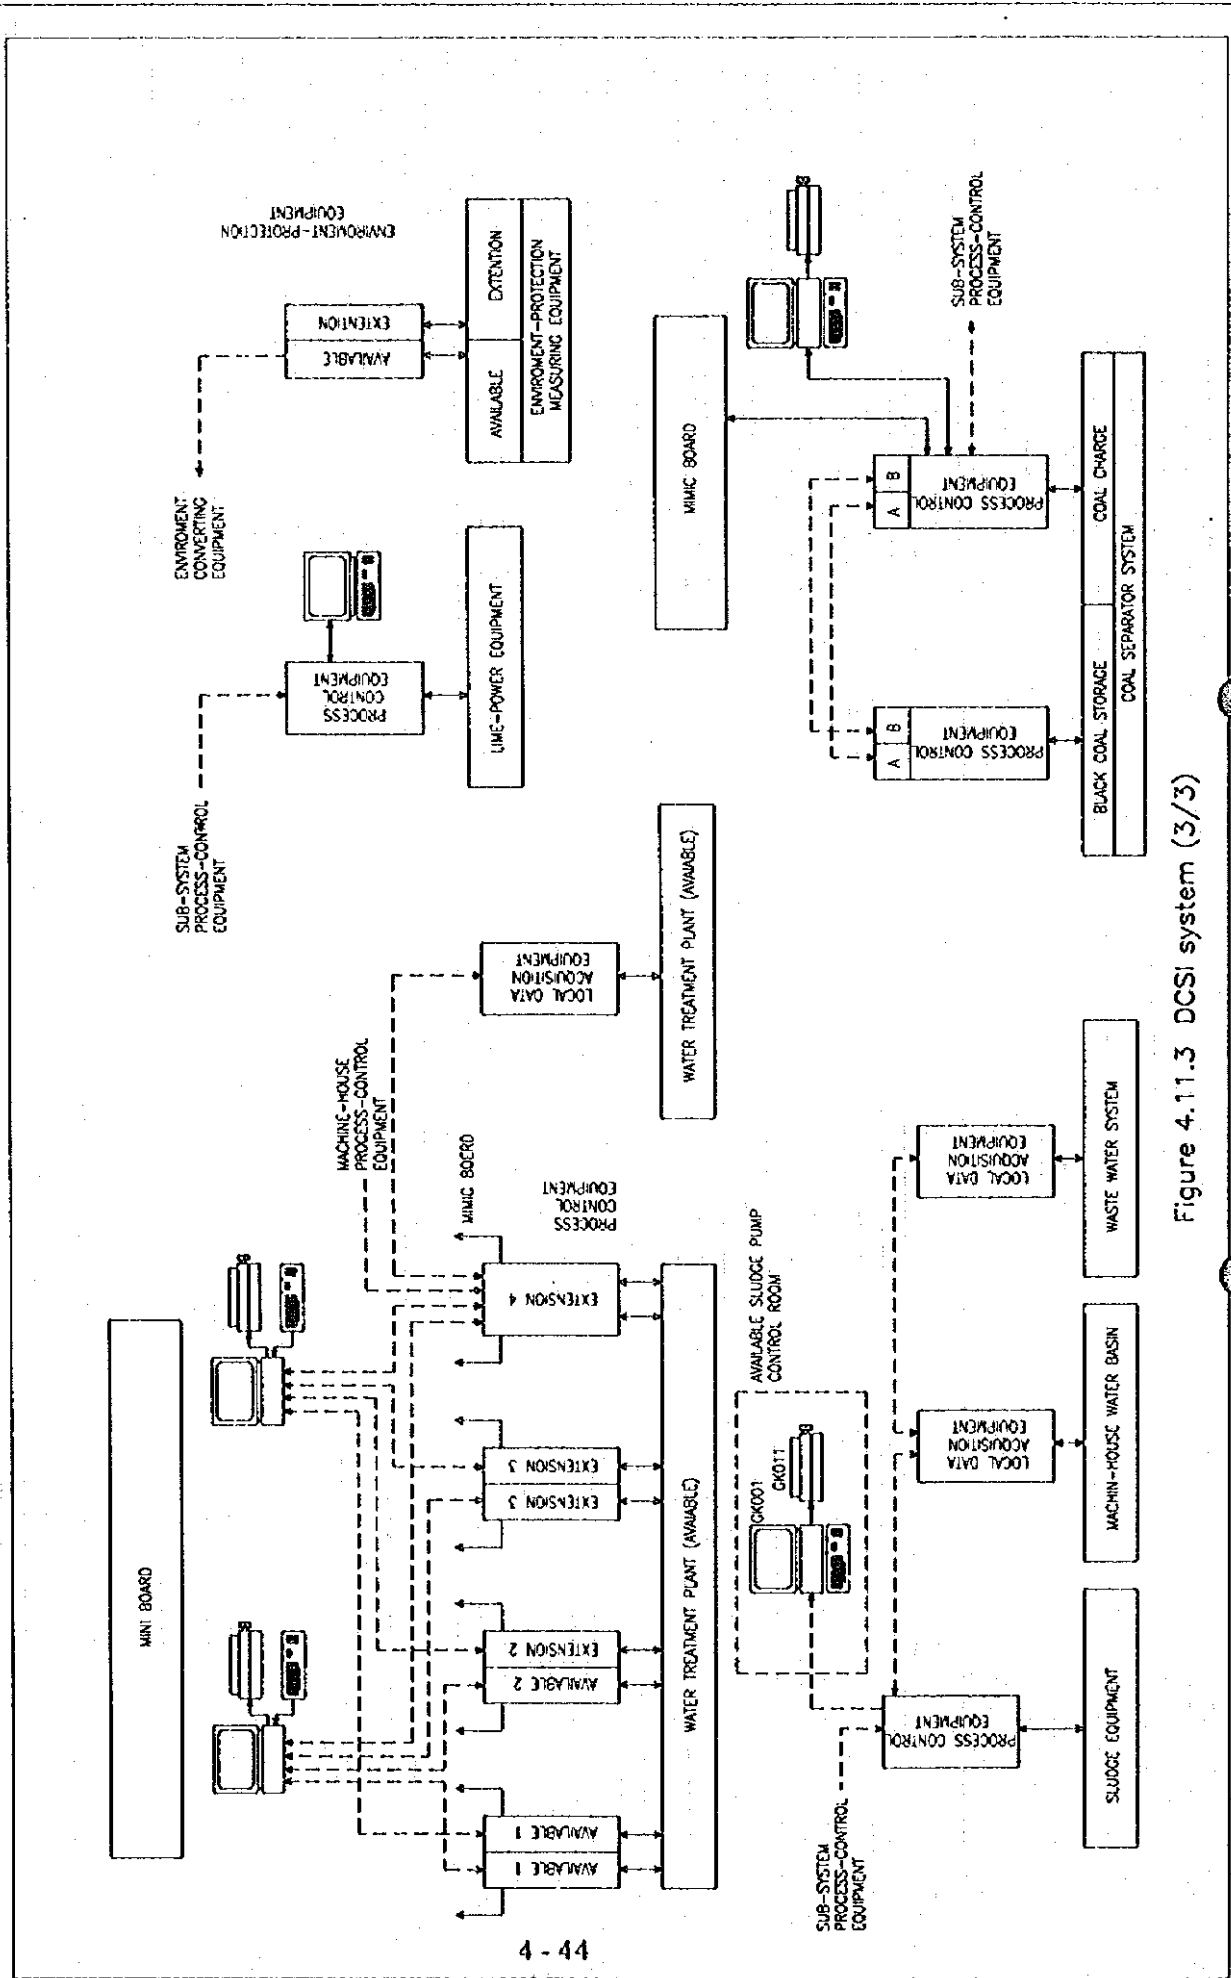 MINI BOARD
MACHINE-HOUSE
PROCESS-CONTROL
EQUIPMENT
MIMIC BOERD
AVAILABLE 1
AVAILABLE 1
AVAILABLE 2
EXTENSION 2
EXTENSION 3
EXTENSION 3
EXTENSION 4
PROCESS
CONTROL
EQUIPMENT
WATER TREATMENT PLANT (AVAIABLE)
LOCAL DATA
ACQUISITION
EQUIPMENT
WATER TREATMENT PLANT (AVAIABLE)
SUB-SYSTEM
PROCESS-CONTROL
EQUIPMENT
PROCESS
CONTROL
EQUIPMENT
LIME-POWER EQUIPMENT
ENVIROMENT
CONVERTING
EQUIPMENT
AVAILABLE
EXTENTION
ENVIROMENT-PROTECTION
EQUIPMENT
AVAILABLE
EXTENTION
ENVIROMENT-PROTECTION
MEASURING EQUIPMENT
SUB-SYSTEM
PROCESS-CONTROL
EQUIPMENT
AVAILABLE SLUDGE PUMP
CONTROL ROOM
CK001
CK011
PROCESS CONTROL
EQUIPMENT
SLUDGE EQUIPMENT
LOCAL DATA
ACQUISITION
EQUIPMENT
MACHIN-HOUSE WATER BASIN
LOCAL DATA
ACQUISITION
EQUIPMENT
WASTE WATER SYSTEM
MIMIC BOARD
A
B
PROCESS CONTROL
EQUIPMENT
A
B
PROCESS CONTROL
EQUIPMENT
SUB-SYSTEM
PROCESS-CONTROL
EQUIPMENT
BLACK COAL STORAGE
COAL CHARGE
COAL SEPARATOR SYSTEM
Figure 4.11.3 DCSI system (3/3)
4 - 44